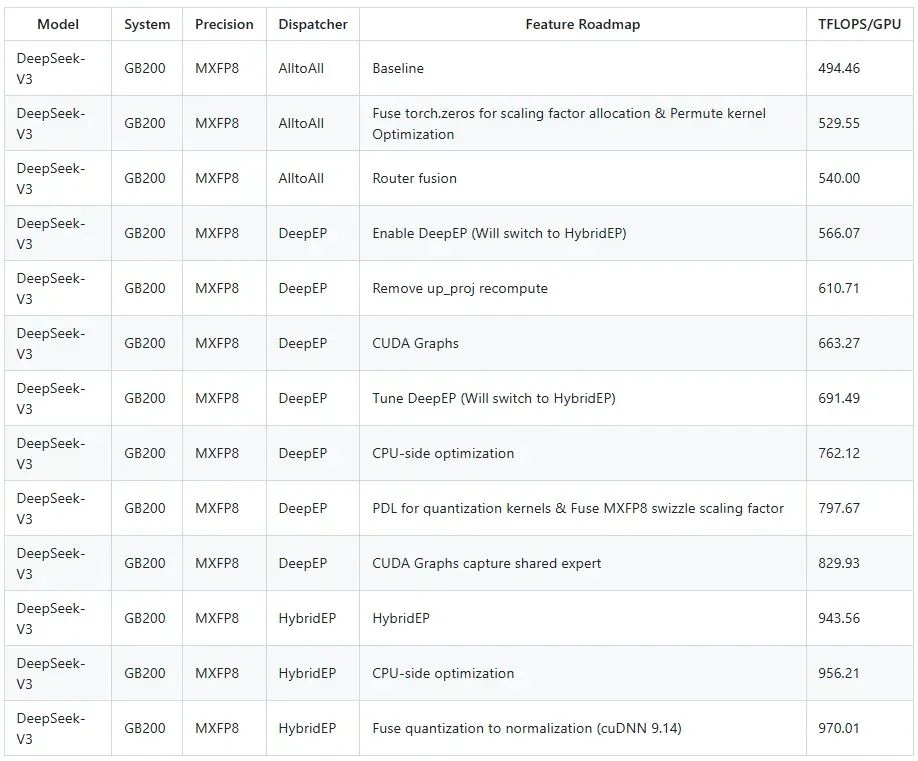 Model System Precision Dispatcher Feature Roadmap TFLOPS/GPU
DeepSeek-
V3 GB200 MXFP8 AlltoAll Baseline 494.46
DeepSeek-
V3 GB200 MXFP8 AlltoAll Fuse torch.zeros for scaling factor allocation & Permute kernel
Optimization 529.55
DeepSeek-
V3 GB200 MXFP8 AlltoAll Router fusion 540.00
DeepSeek-
V3 GB200 MXFP8 DeepEP Enable DeepEP (Will switch to HybridEP) 566.07
DeepSeek-
V3 GB200 MXFP8 DeepEP Remove up_proj recompute 610.71
DeepSeek-
V3 GB200 MXFP8 DeepEP CUDA Graphs 663.27
DeepSeek-
V3 GB200 MXFP8 DeepEP Tune DeepEP (Will switch to HybridEP) 691.49
DeepSeek-
V3 GB200 MXFP8 DeepEP CPU-side optimization 762.12
DeepSeek-
V3 GB200 MXFP8 DeepEP PDL for quantization kernels & Fuse MXFP8 swizzle scaling factor 797.67
DeepSeek-
V3 GB200 MXFP8 DeepEP CUDA Graphs capture shared expert 829.93
DeepSeek-
V3 GB200 MXFP8 HybridEP HybridEP 943.56
DeepSeek-
V3 GB200 MXFP8 HybridEP CPU-side optimization 956.21
DeepSeek-
V3 GB200 MXFP8 HybridEP Fuse quantization to normalization (cuDNN 9.14) 970.01